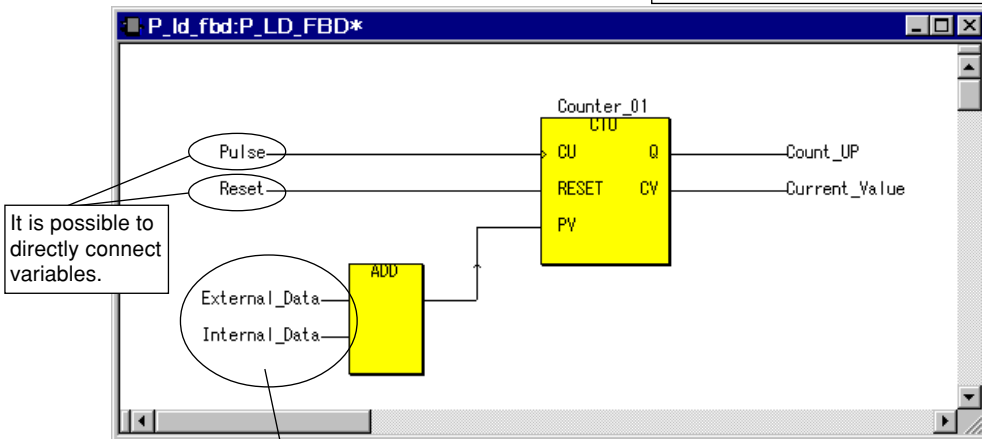 P_ld_fbd:P_LD_FBD*
Counter_01
CTU
Pulse
CU
Q
Count_UP
Reset
RESET
CV
Current_Value
It is possible to
directly connect
variables.
PV
ADD
External_Data
Internal_Data